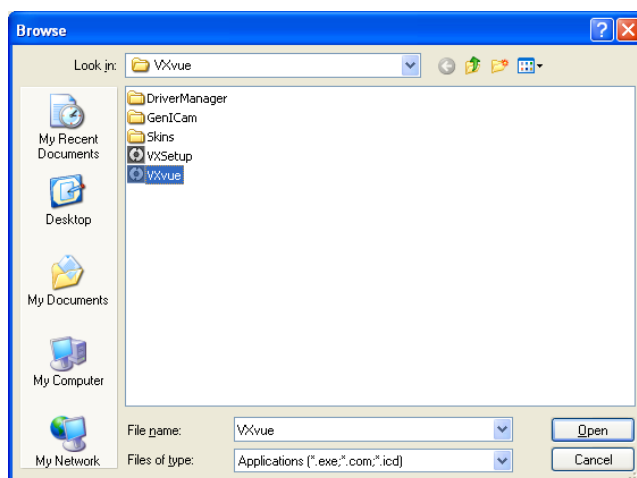 Browse
Look in:
VXvue
My Recent
Documents
Desktop
My Documents
My Computer
My Network
DriverManager
GenICam
Skins
VXSetup
VXvue
File name:
VXvue
Open
Files of type:
Applications (*.exe;*.com;*.icd)
Cancel